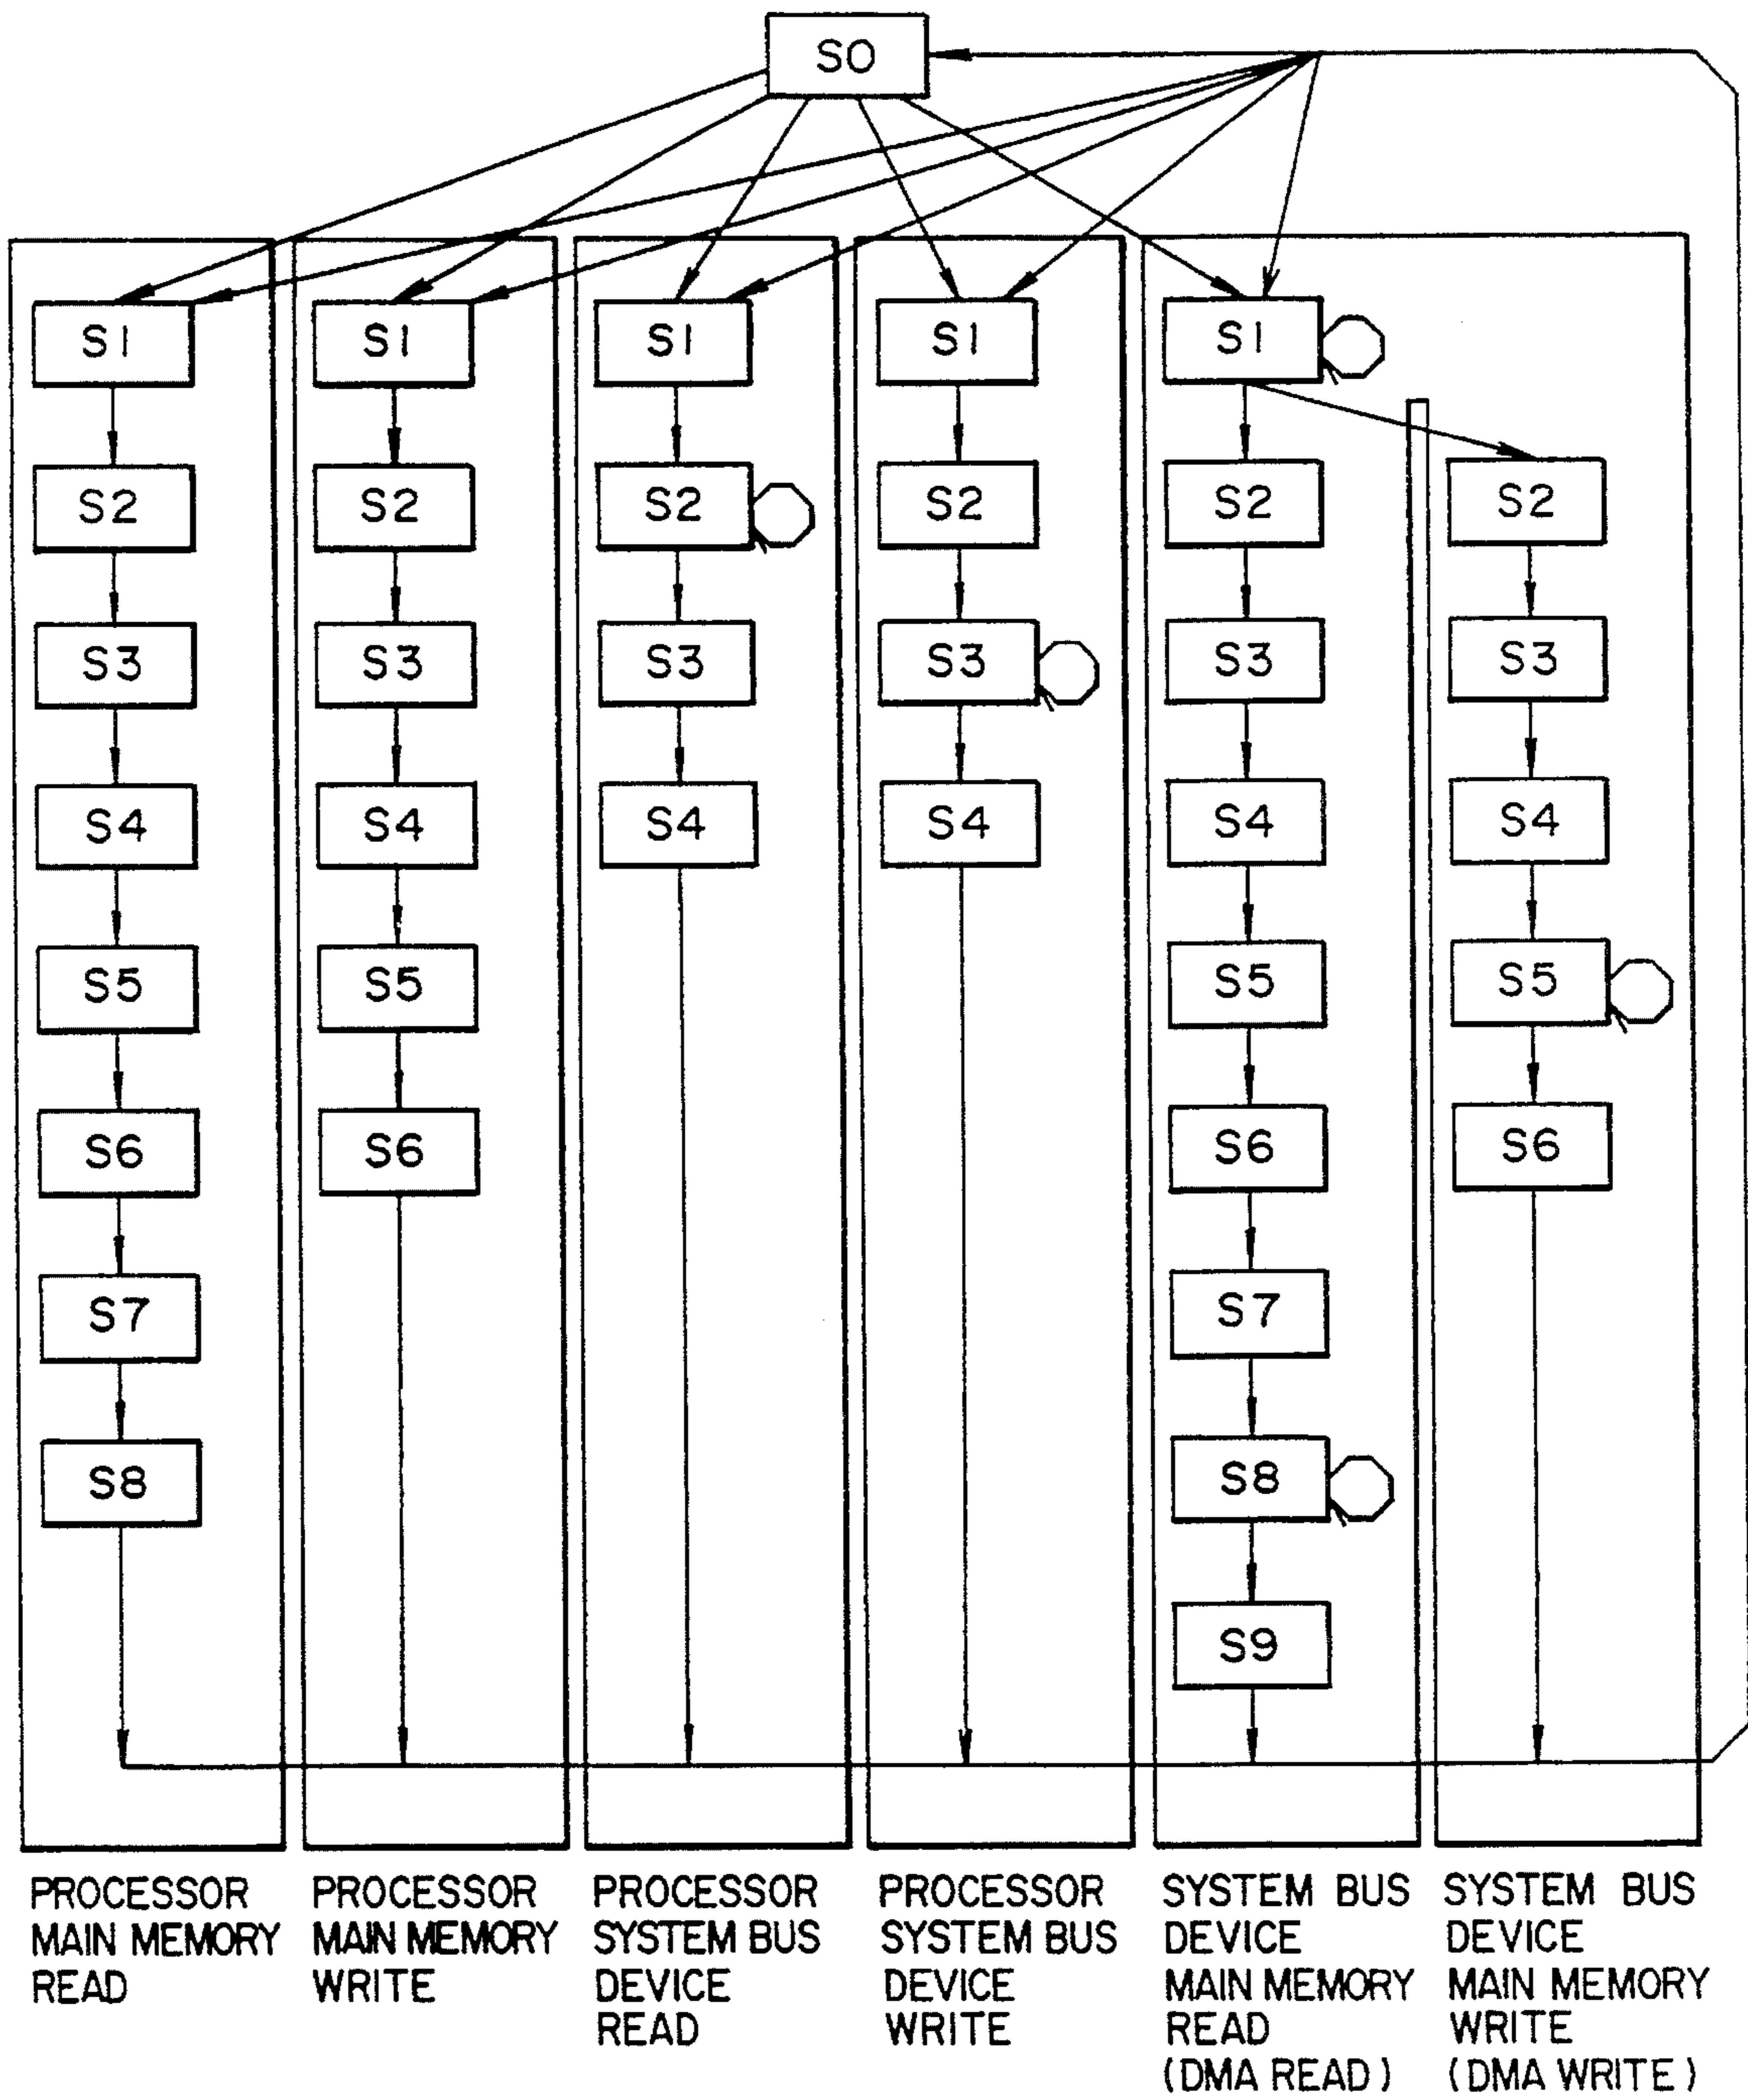 S0
S1 S1 S1 S1 S1
S2 S2 S2 S2 S2 S2
S3 S3 S3 S3 S3 S3
S4 S4 S4 S4 S4 S4
S5 S5 S5 S5
S6 S6 S6 S6
S7 S7
S8 S8
S9
PROCESSOR
MAIN MEMORY
READ
PROCESSOR
MAIN MEMORY
WRITE
PROCESSOR
SYSTEM BUS
DEVICE
READ
PROCESSOR
SYSTEM BUS
DEVICE
WRITE
SYSTEM BUS
DEVICE
MAIN MEMORY
READ
(DMA READ)
SYSTEM BUS
DEVICE
MAIN MEMORY
WRITE
(DMA WRITE)